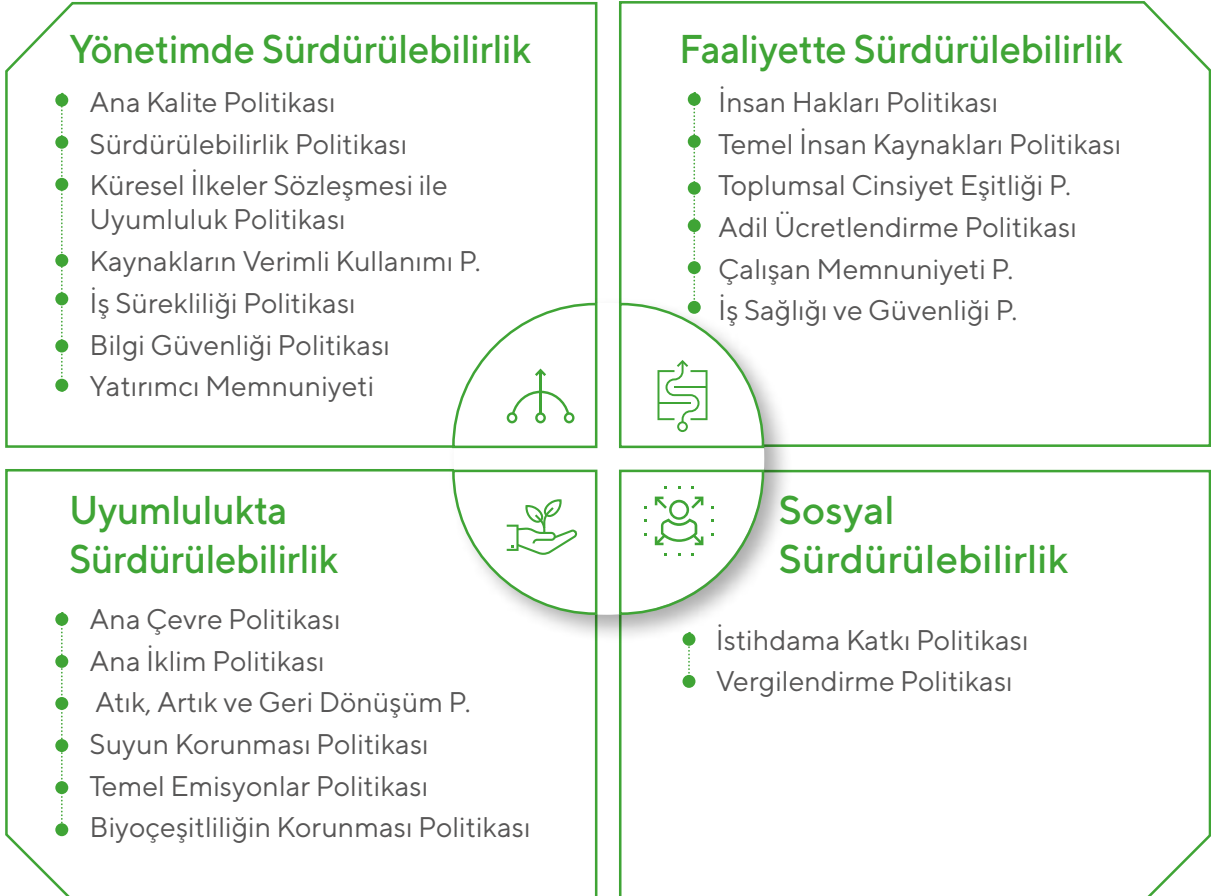 Yönetimde Sürdürülebilirlik
Ana Kalite Politikası
Sürdürülebilirlik Politikası
Küresel İlkeler Sözleşmesi ile
Uyumluluk Politikası
Kaynakların Verimli Kullanımı P.
İş Sürekliliği Politikası
Bilgi Güvenliği Politikası
Yatırımcı Memnuniyeti
Faaliyette Sürdürülebilirlik
İnsan Hakları Politikası
Temel İnsan Kaynakları Politikası
Toplumsal Cinsiyet Eşitliği P.
Adil Ücretlendirme Politikası
Çalışan Memnuniyeti P.
İş Sağlığı ve Güvenliği P.
Uyumlulukta
Sürdürülebilirlik
Ana Çevre Politikası
Ana İklim Politikası
Atık, Artık ve Geri Dönüşüm P.
Suyun Korunması Politikası
Temel Emisyonlar Politikası
Biyoçeşitliliğin Korunması Politikası
Sosyal
Sürdürülebilirlik
İstihdama Katkı Politikası
Vergilendirme Politikası